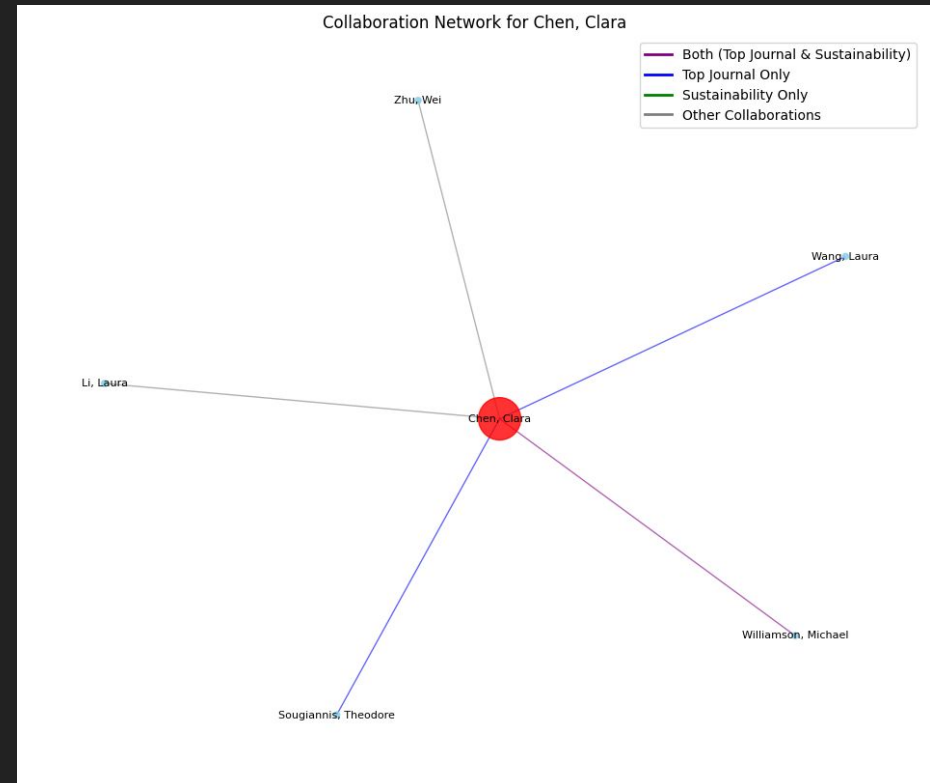 Collaboration Network for Chen, Clara
Both (Top Journal & Sustainability)
Top Journal Only
Sustainability Only
Other Collaborations
Zhu, Wei
Wang, Laura
Li, Laura
Chen, Clara
Williamson, Michael
Sougiannis, Theodore